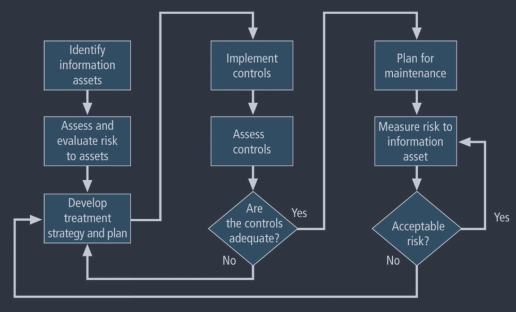 Identify
information
assets
Assess and
evaluate risk
to assets
Develop
treatment
strategy and plan
Implement
controls
Assess
controls
Are
the controls
adequate?
Yes
No
Plan for
maintenance
Measure risk to
information
asset
Acceptable
risk?
Yes
No